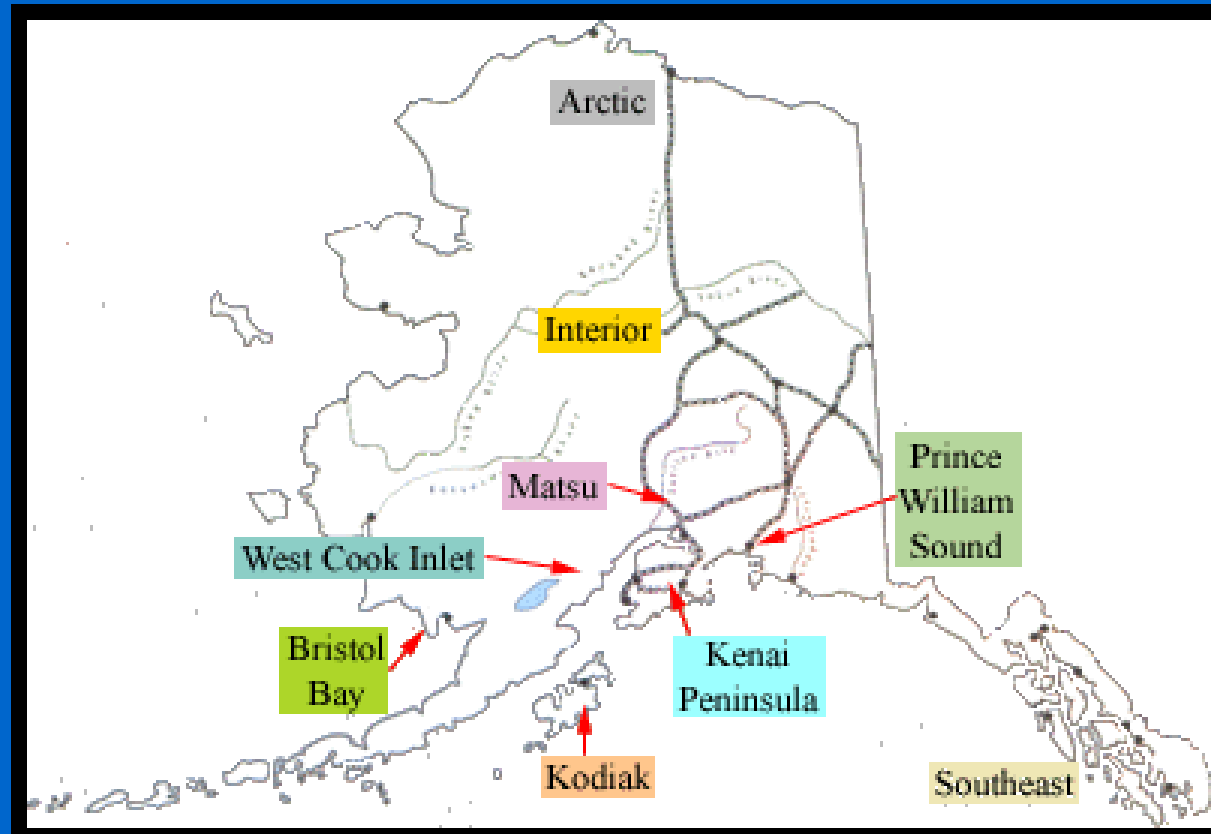 Arctic
Interior
Matsu
Prince
William
Sound
West Cook Inlet
Bristol
Bay
Kenai
Peninsula
Kodiak
Southeast